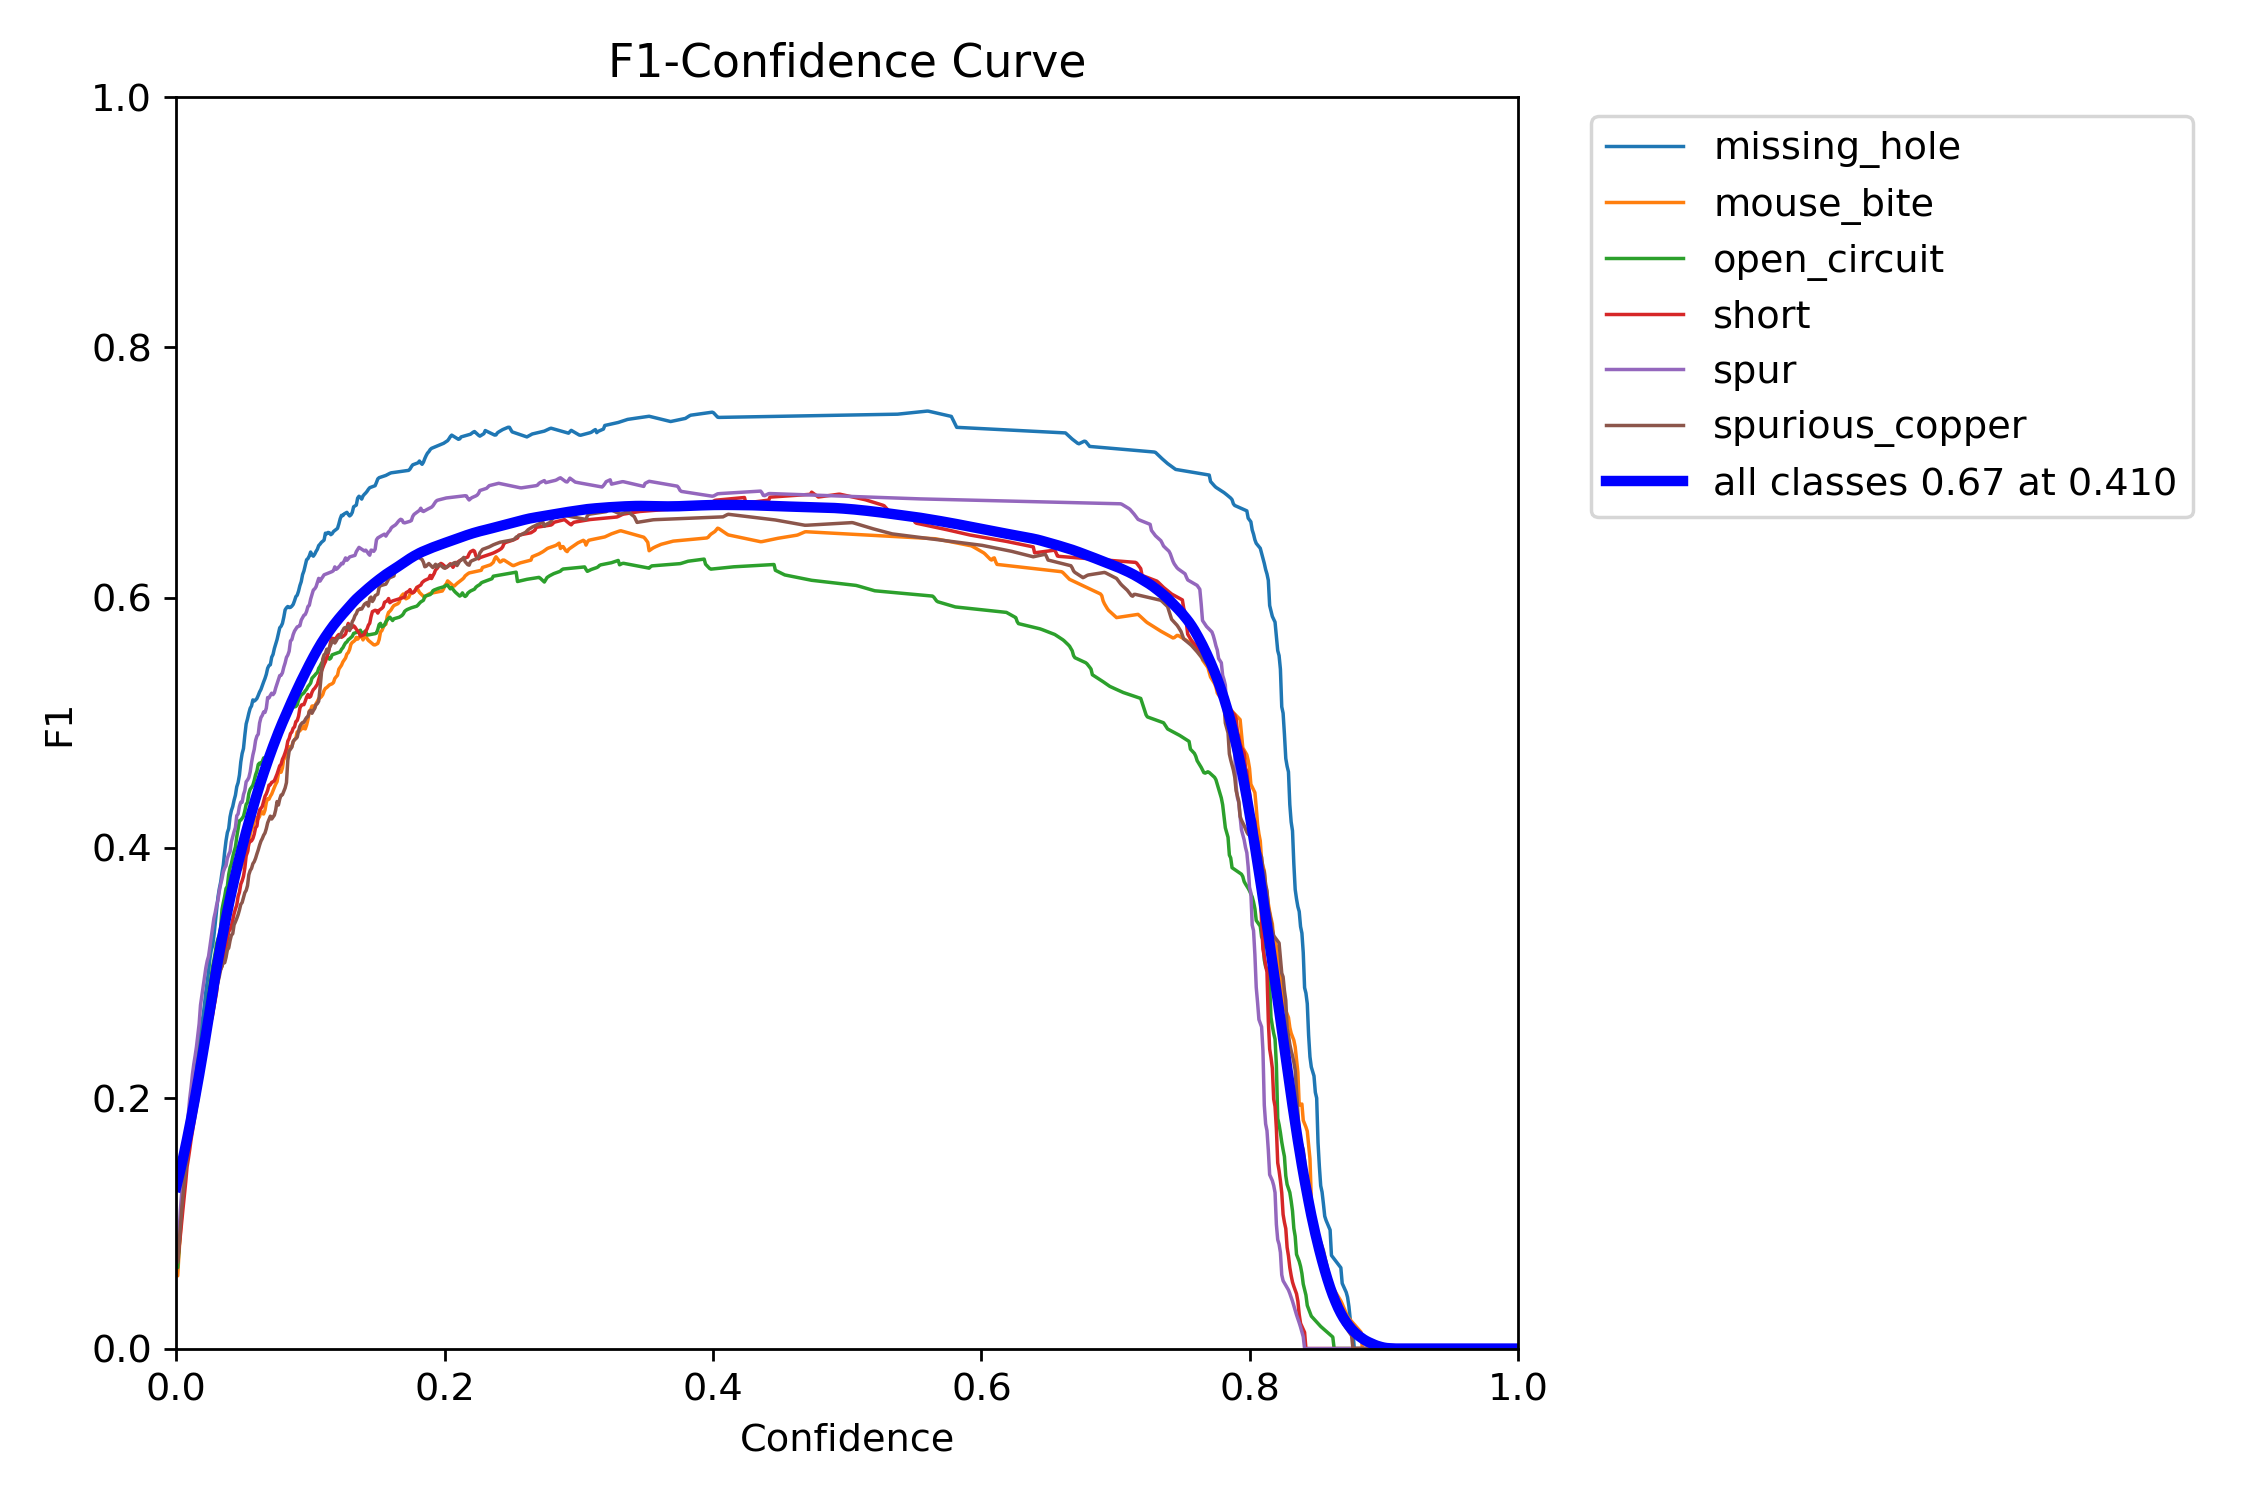 F1-Confidence Curve
1.0
0.8
0.6
0.4
0.2
0.0
F1
0.0 0.2 0.4 0.6 0.8 1.0
Confidence
missing_hole
mouse_bite
open_circuit
short
spur
spurious_copper
all classes 0.67 at 0.410